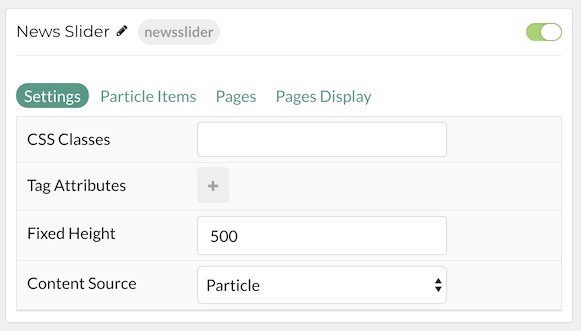 News Slider newsslider
Settings Particle Items Pages Pages Display
CSS Classes
Tag Attributes +
Fixed Height 500
Content Source Particle